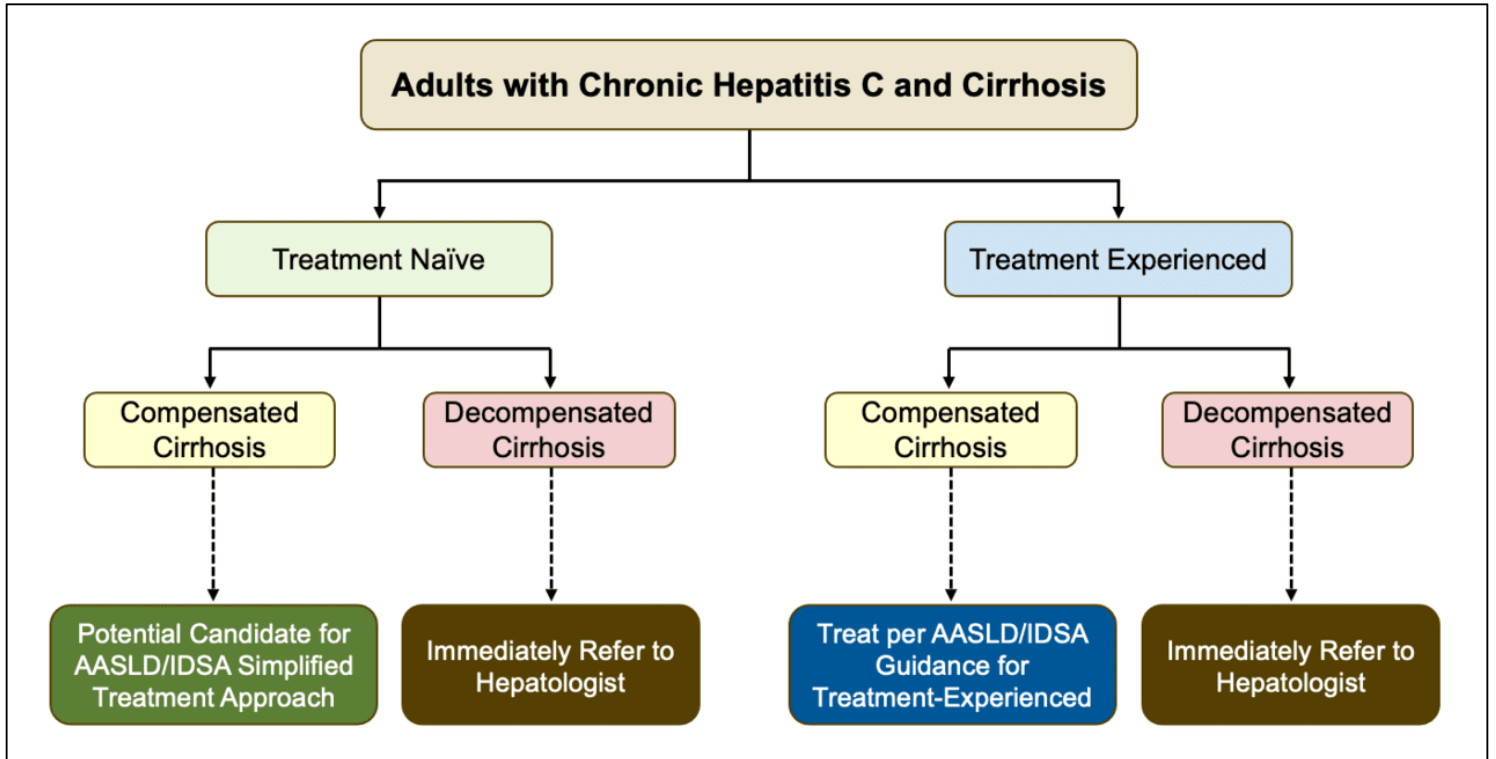 Adults with Chronic Hepatitis C and Cirrhosis
Treatment Naïve
Treatment Experienced
Compensated
Cirrhosis
Decompensated
Cirrhosis
Compensated
Cirrhosis
Decompensated
Cirrhosis
Potential Candidate for
AASLD/IDSA Simplified
Treatment Approach
Immediately Refer to
Hepatologist
Treat per AASLD/IDSA
Guidance for
Treatment-Experienced
Immediately Refer to
Hepatologist